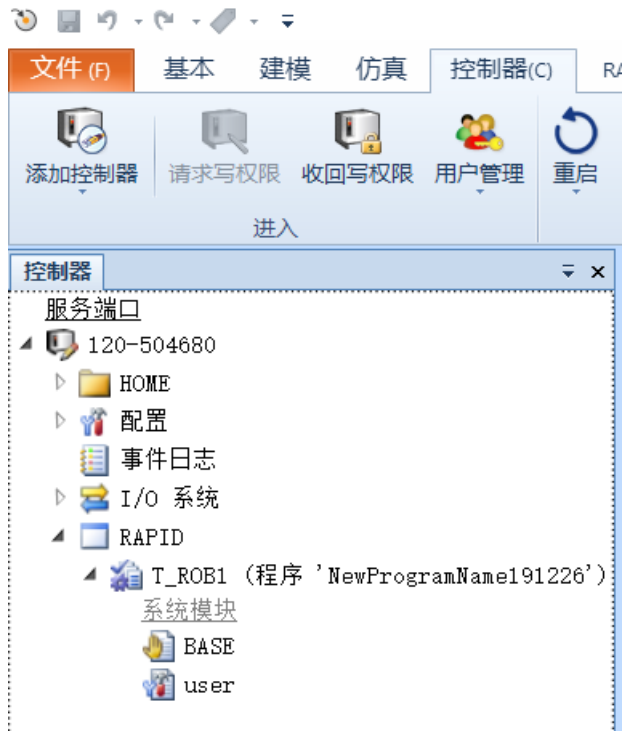 文件 (F) 基本 建模 仿真 控制器(C) RA
添加控制器 请求写权限 收回写权限 用户管理 重启
进入
控制器
服务端口
120-504680
HOME
配置
事件日志
I/O 系统
RAPID
T_ROB1 (程序 'NewProgramName191226')
系统模块
BASE
user